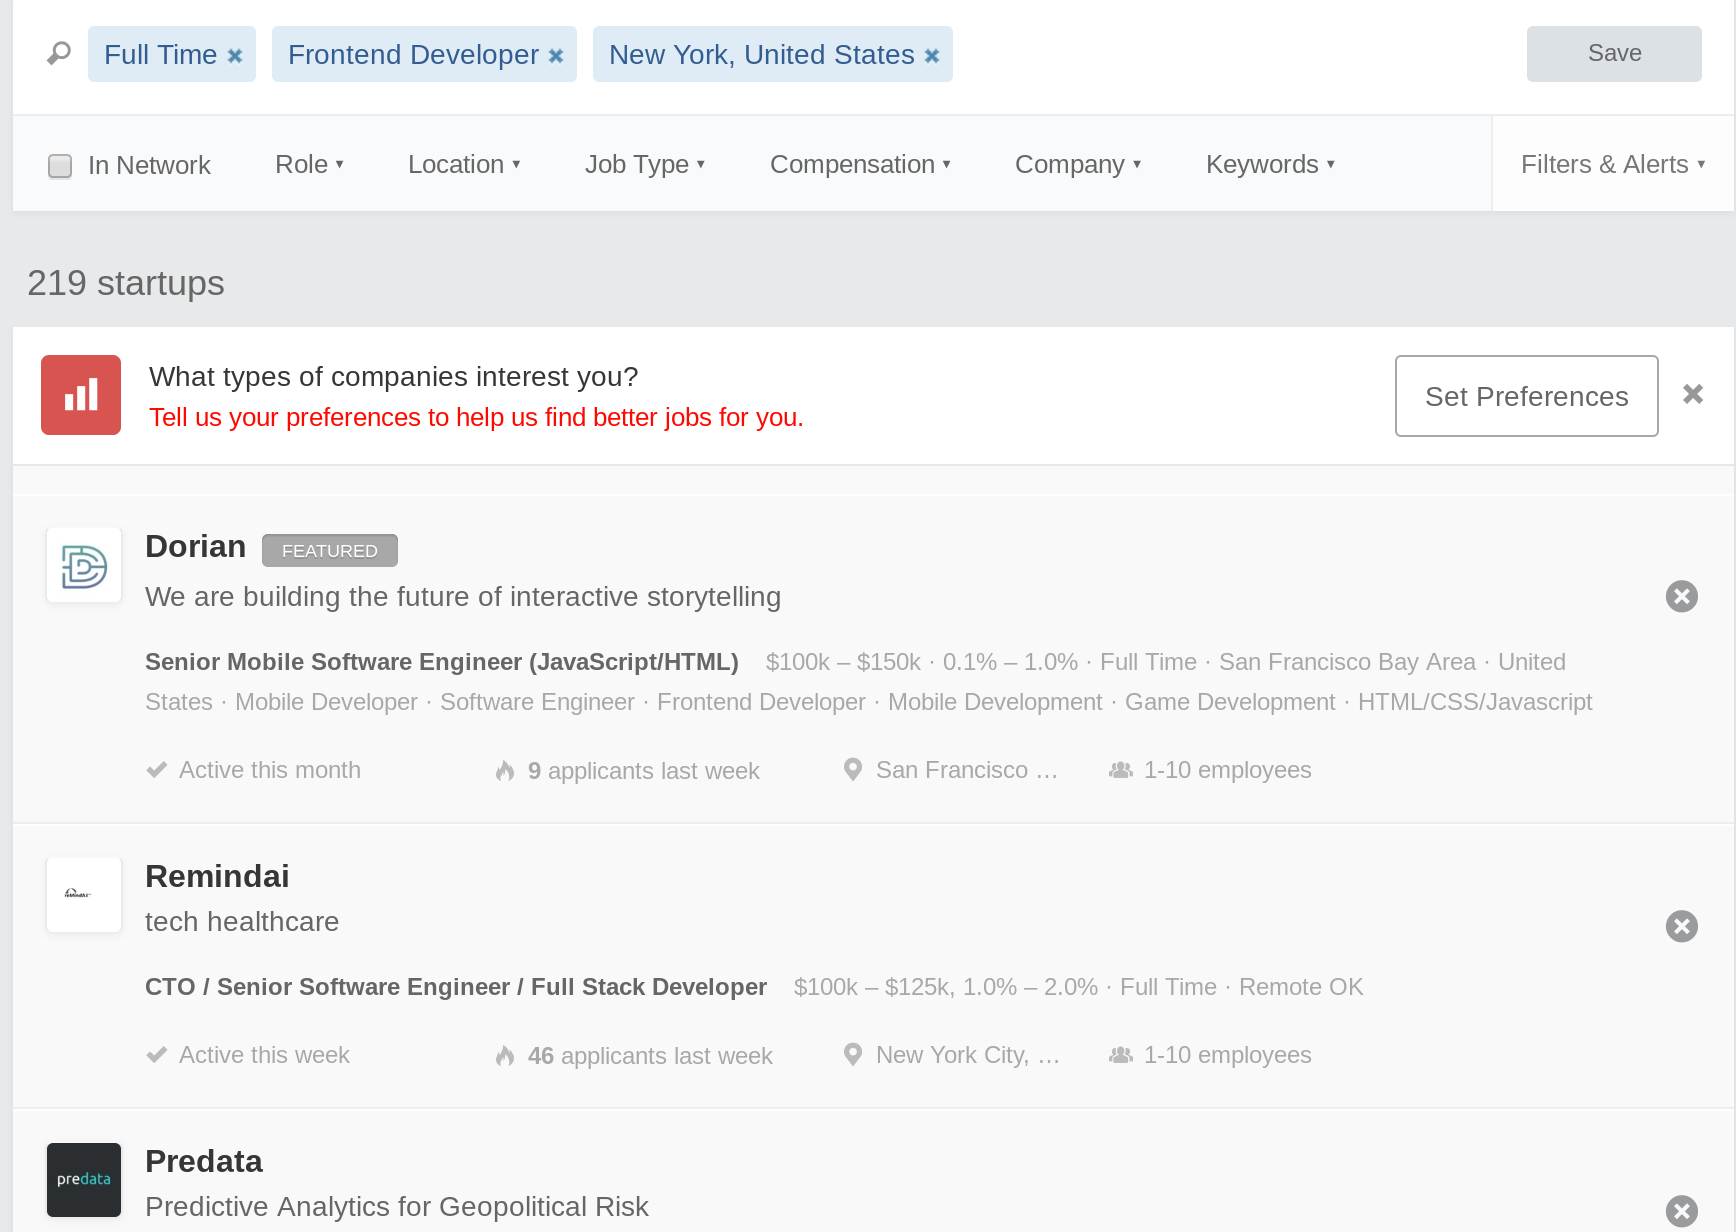 Full Time Frontend Developer New York, United States Save
In Network Role Location Job Type Compensation Company Keywords Filters & Alerts
219 startups
What types of companies interest you?
Tell us your preferences to help us find better jobs for you.
Set Preferences
Dorian FEATURED
We are building the future of interactive storytelling
Senior Mobile Software Engineer (JavaScript/HTML) $100k – $150k · 0.1% – 1.0% · Full Time · San Francisco Bay Area · United
States · Mobile Developer · Software Engineer · Frontend Developer · Mobile Development · Game Development · HTML/CSS/Javascript
Active this month 9 applicants last week San Francisco … 1-10 employees
Remindai
tech healthcare
CTO / Senior Software Engineer / Full Stack Developer $100k – $125k, 1.0% – 2.0% · Full Time · Remote OK
Active this week 46 applicants last week New York City, … 1-10 employees
predata
Predata
Predictive Analytics for Geopolitical Risk